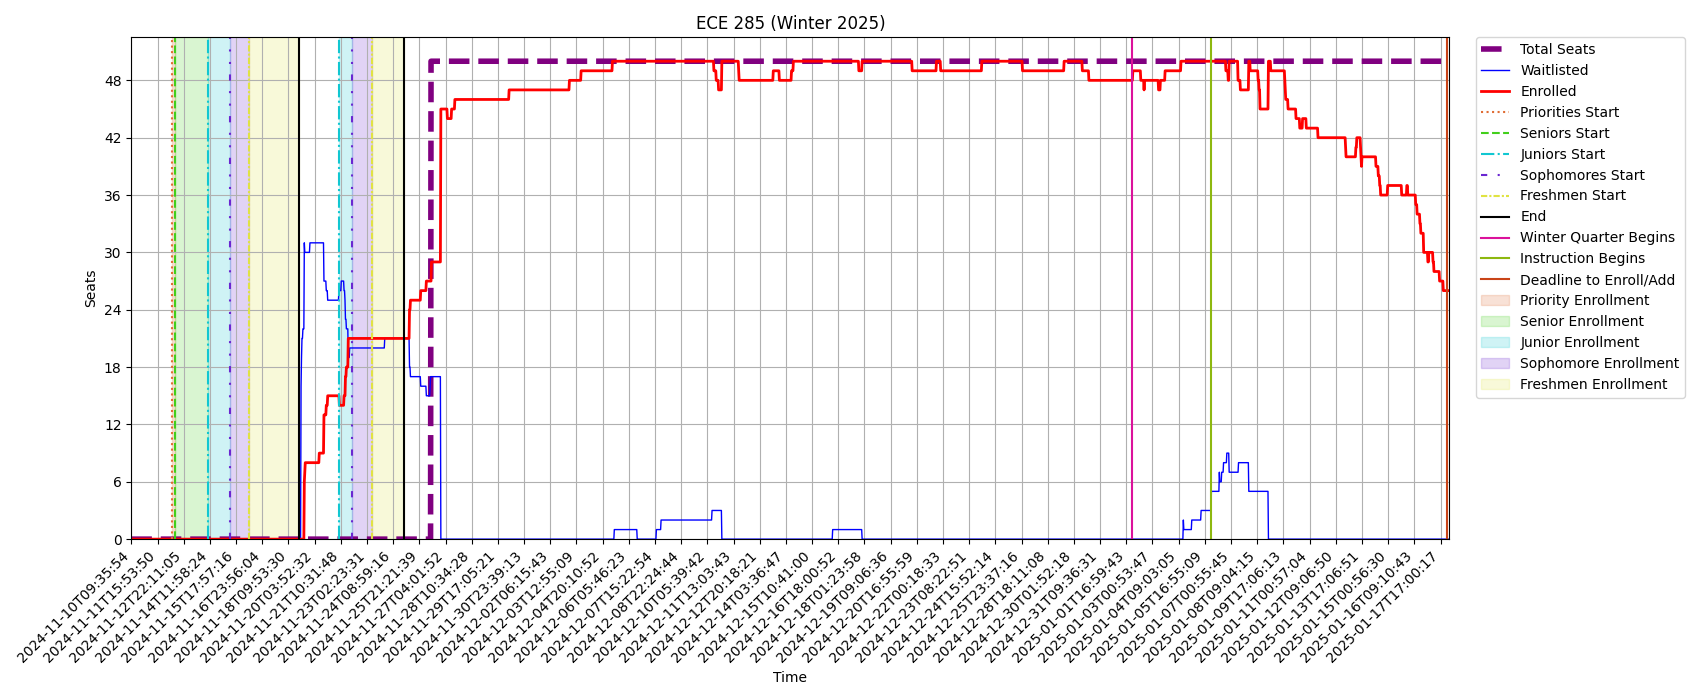 ECE 285 (Winter 2025)
Seats
48
42
36
30
24
18
12
6
0
2024-11-10T09:35:54
2024-11-11T15:53:50
2024-11-12T22:11:05
2024-11-14T11:58:24
2024-11-15T17:57:16
2024-11-16T23:56:04
2024-11-18T09:53:30
2024-11-20T03:52:32
2024-11-21T10:31:48
2024-11-23T02:23:31
2024-11-24T08:59:16
2024-11-25T21:21:39
2024-11-27T04:01:52
2024-11-28T10:34:28
2024-11-29T17:05:21
2024-11-30T23:39:13
2024-12-02T06:15:43
2024-12-03T12:55:09
2024-12-04T20:10:52
2024-12-06T05:46:23
2024-12-07T15:22:54
2024-12-08T22:24:44
2024-12-10T05:39:42
2024-12-11T13:03:43
2024-12-12T20:18:21
2024-12-14T03:36:47
2024-12-15T10:41:00
2024-12-16T18:00:52
2024-12-18T01:23:58
2024-12-19T09:06:36
2024-12-20T16:55:59
2024-12-22T00:18:33
2024-12-23T08:22:51
2024-12-24T15:52:14
2024-12-25T23:37:16
2024-12-28T18:11:08
2024-12-30T01:52:18
2024-12-31T09:36:31
2025-01-01T16:59:43
2025-01-03T00:53:47
2025-01-04T09:03:05
2025-01-05T16:55:09
2025-01-07T00:55:45
2025-01-08T09:04:15
2025-01-09T17:06:13
2025-01-11T00:57:04
2025-01-12T09:06:50
2025-01-13T17:06:51
2025-01-15T00:56:30
2025-01-16T09:10:43
2025-01-17T17:00:17
Time
Total Seats
Waitlisted
Enrolled
Priorities Start
Seniors Start
Juniors Start
Sophomores Start
Freshmen Start
End
Winter Quarter Begins
Instruction Begins
Deadline to Enroll/Add
Priority Enrollment
Senior Enrollment
Junior Enrollment
Sophomore Enrollment
Freshmen Enrollment